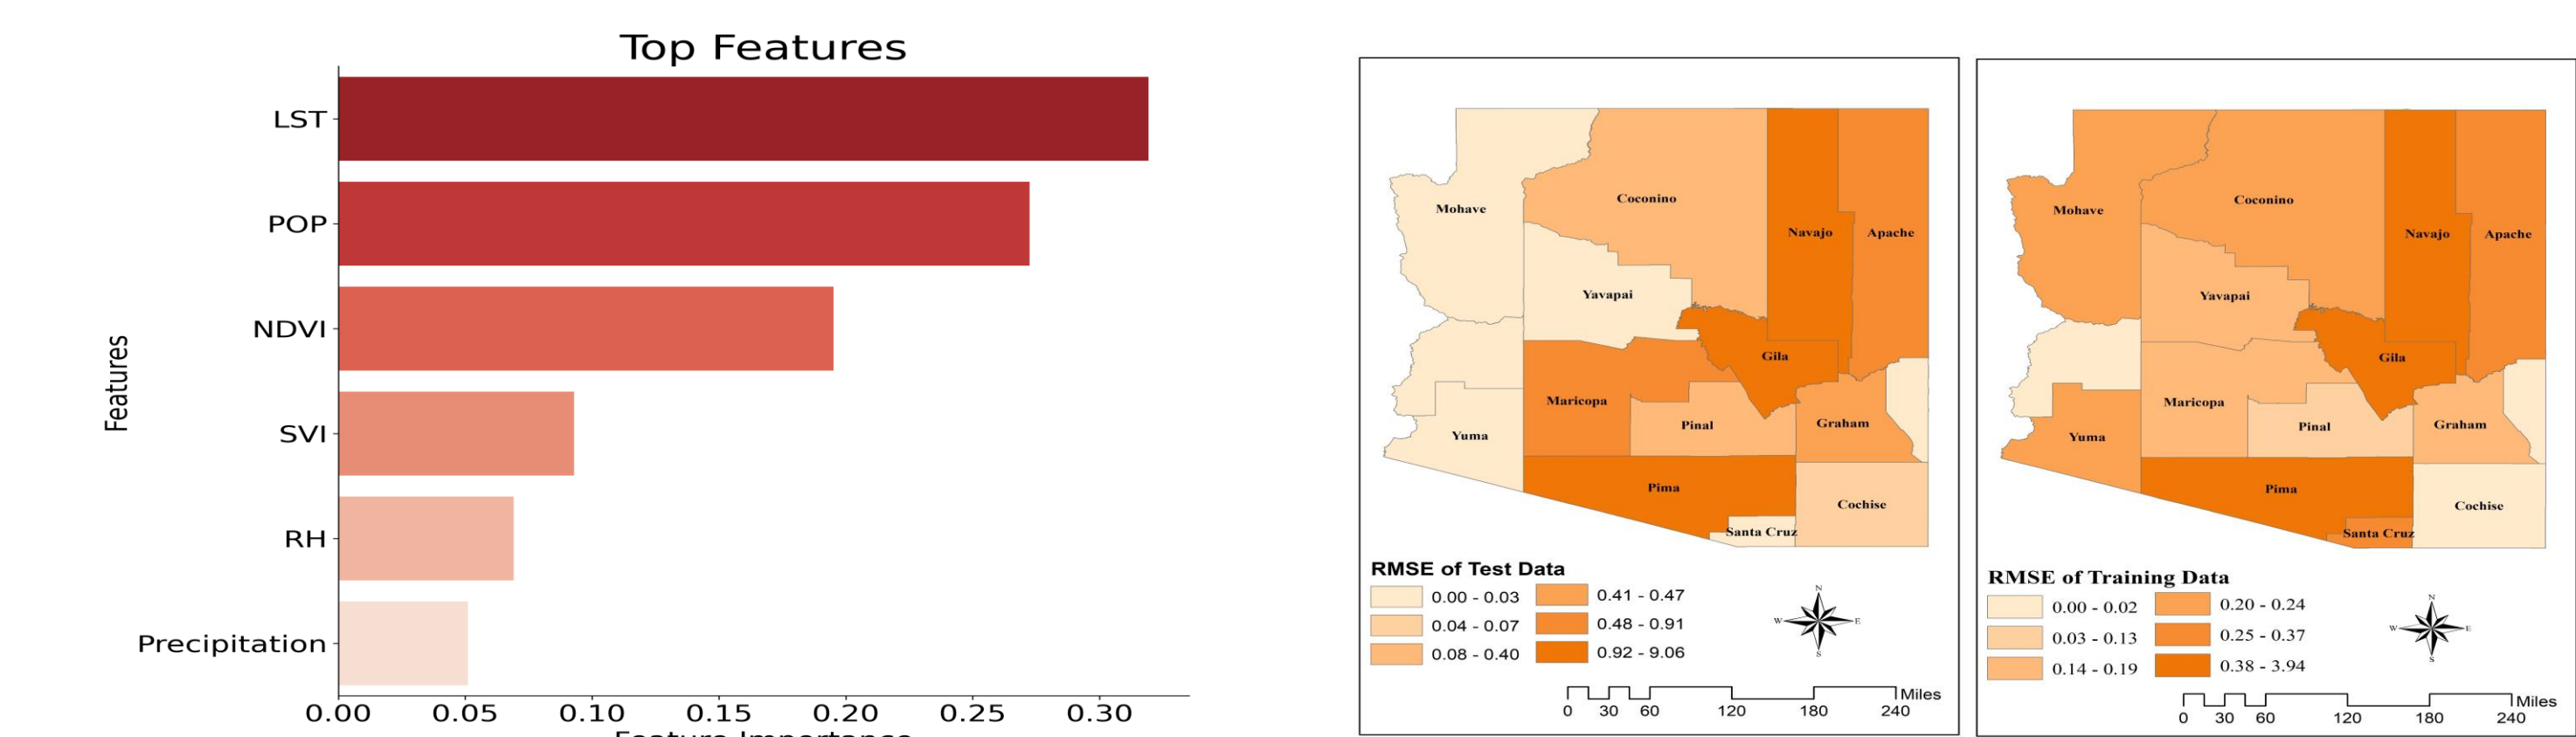 Top Features
Features
LST
POP
NDVI
SVI
RH
Precipitation
0.00 0.05 0.10 0.15 0.20 0.25 0.30
Feature Importance
Mohave
Coconino
Navajo
Apache
Yavapai
Gila
Maricopa
Pinal
Graham
Yuma
Pima
Cochise
Santa Cruz
RMSE of Test Data
0.00 - 0.03
0.04 - 0.07
0.08 - 0.40
0.41 - 0.47
0.48 - 0.91
0.92 - 9.06
N
W E
S
Miles
0 30 60 120 180 240
Mohave
Coconino
Navajo
Apache
Yavapai
Gila
Maricopa
Pinal
Graham
Yuma
Pima
Cochise
Santa Cruz
RMSE of Training Data
0.00 - 0.02
0.03 - 0.13
0.14 - 0.19
0.20 - 0.24
0.25 - 0.37
0.38 - 3.94
N
W E
S
Miles
0 30 60 120 180 240